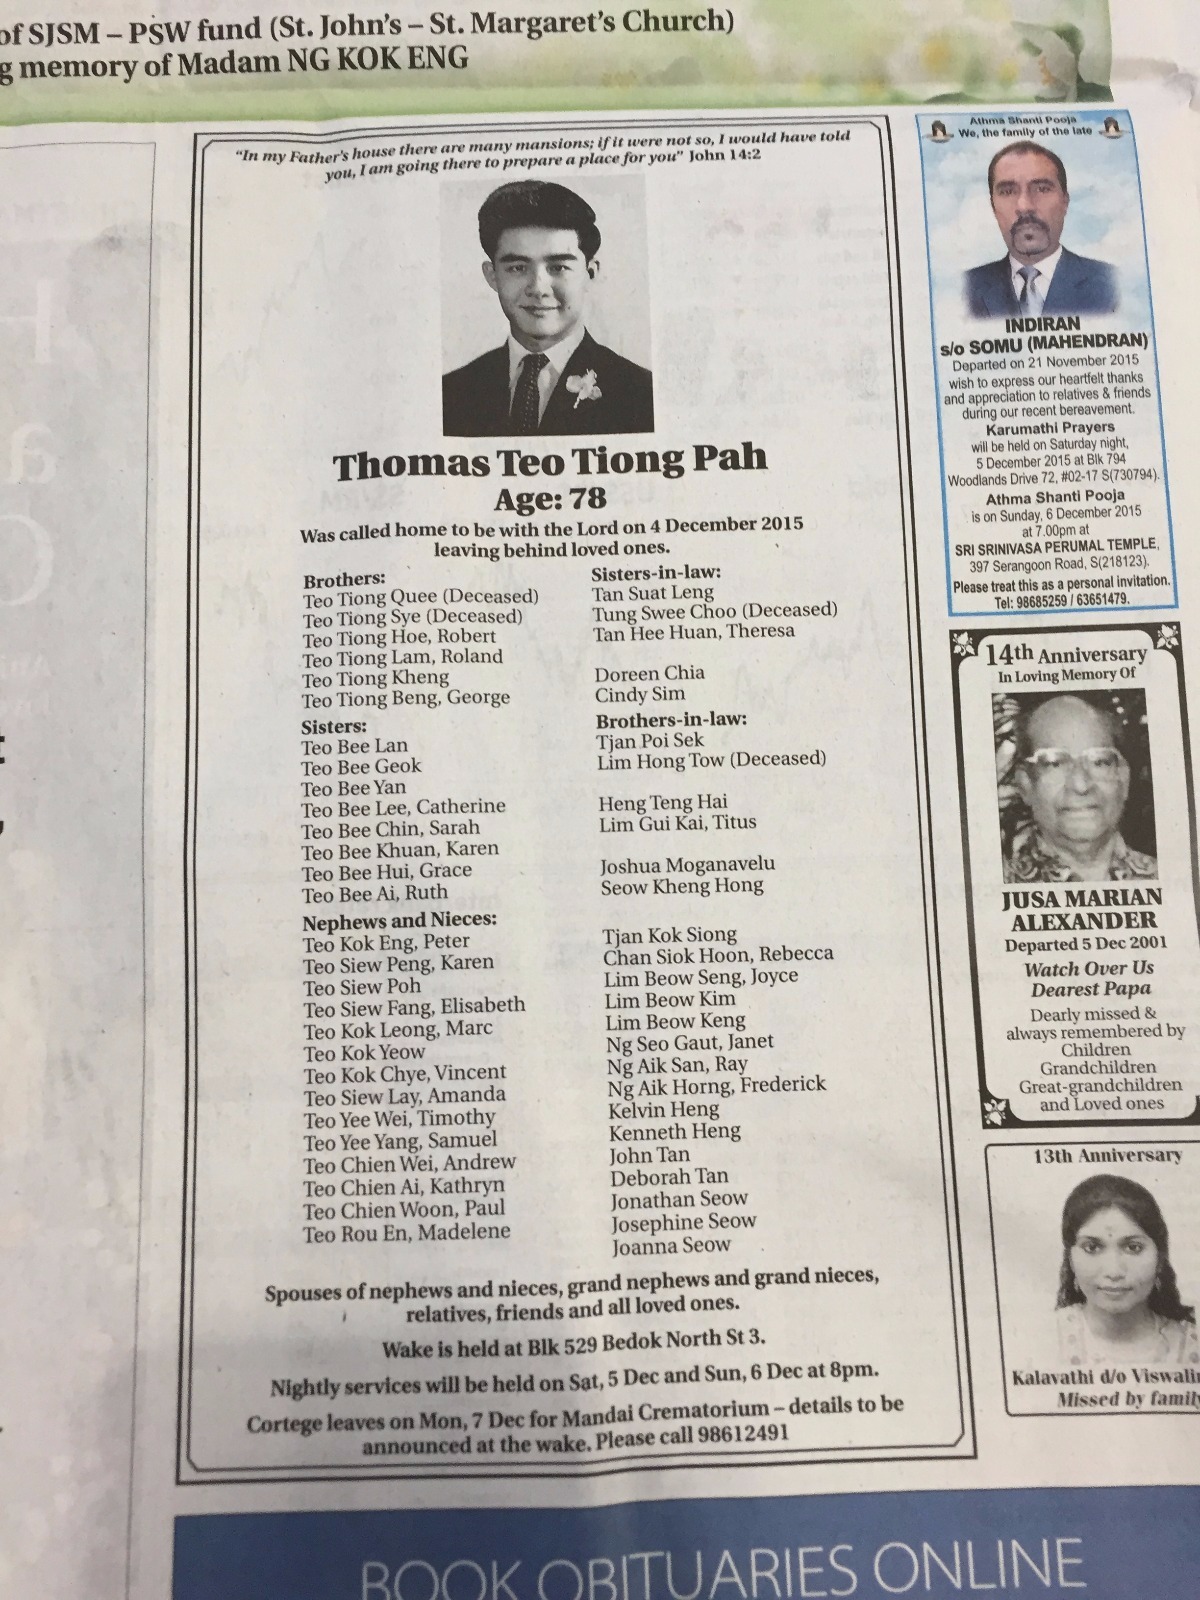 of SJSM – PSW fund (St. John's – St. Margaret's Church)
g memory of Madam NG KOK ENG
"In my Father's house there are many mansions; if it were not so, I would have told
you, I am going there to prepare a place for you" John 14:2
Thomas Teo Tiong Pah
Age: 78
Was called home to be with the Lord on 4 December 2015
leaving behind loved ones.
Brothers:
Teo Tiong Quee (Deceased)
Teo Tiong Sye (Deceased)
Teo Tiong Hoe, Robert
Teo Tiong Lam, Roland
Teo Tiong Kheng
Teo Tiong Beng, George
Sisters-in-law:
Tan Suat Leng
Tung Swee Choo (Deceased)
Tan Hee Huan, Theresa
Doreen Chia
Cindy Sim
Sisters:
Teo Bee Lan
Teo Bee Geok
Teo Bee Yan
Teo Bee Lee, Catherine
Teo Bee Chin, Sarah
Teo Bee Khuan, Karen
Teo Bee Hui, Grace
Teo Bee Ai, Ruth
Brothers-in-law:
Tjan Poi Sek
Lim Hong Tow (Deceased)
Heng Teng Hai
Lim Gui Kai, Titus
Joshua Moganavelu
Seow Kheng Hong
Nephews and Nieces:
Teo Kok Eng, Peter
Teo Siew Peng, Karen
Teo Siew Poh
Teo Siew Fang, Elisabeth
Teo Kok Leong, Marc
Teo Kok Yeow
Teo Kok Chye, Vincent
Teo Siew Lay, Amanda
Teo Yee Wei, Timothy
Teo Yee Yang, Samuel
Teo Chien Wei, Andrew
Teo Chien Ai, Kathryn
Teo Chien Woon, Paul
Teo Rou En, Madelene
Tjan Kok Siong
Chan Siok Hoon, Rebecca
Lim Beow Seng, Joyce
Lim Beow Kim
Lim Beow Keng
Ng Seo Gaut, Janet
Ng Aik San, Ray
Ng Aik Horng, Frederick
Kelvin Heng
Kenneth Heng
John Tan
Deborah Tan
Jonathan Seow
Josephine Seow
Joanna Seow
Spouses of nephews and nieces, grand nephews and grand nieces,
relatives, friends and all loved ones.
Wake is held at Blk 529 Bedok North St 3.
Nightly services will be held on Sat, 5 Dec and Sun, 6 Dec at 8pm.
Cortege leaves on Mon, 7 Dec for Mandai Crematorium – details to be
announced at the wake. Please call 98612491
Athma Shanti Pooja
We, the family of the late
INDIRAN
s/o SOMU (MAHENDRAN)
Departed on 21 November 2015
wish to express our heartfelt thanks
and appreciation to relatives & friends
during our recent bereavement.
Karumathi Prayers
will be held on Saturday night,
5 December 2015 at Blk 794
Woodlands Drive 72, #02-17 S(730794).
Athma Shanti Pooja
is on Sunday, 6 December 2015
at 7.00pm at
SRI SRINIVASA PERUMAL TEMPLE,
397 Serangoon Road, S(218123).
Please treat this as a personal invitation.
Tel: 98685259 / 63651479.
14th Anniversary
In Loving Memory Of
JUSA MARIAN
ALEXANDER
Departed 5 Dec 2001
Watch Over Us
Dearest Papa
Dearly missed &
always remembered by
Children
Grandchildren
Great-grandchildren
and Loved ones
13th Anniversary
Kalavathi d/o Viswalin
Missed by family
BOOK OBITUARIES ONLINE